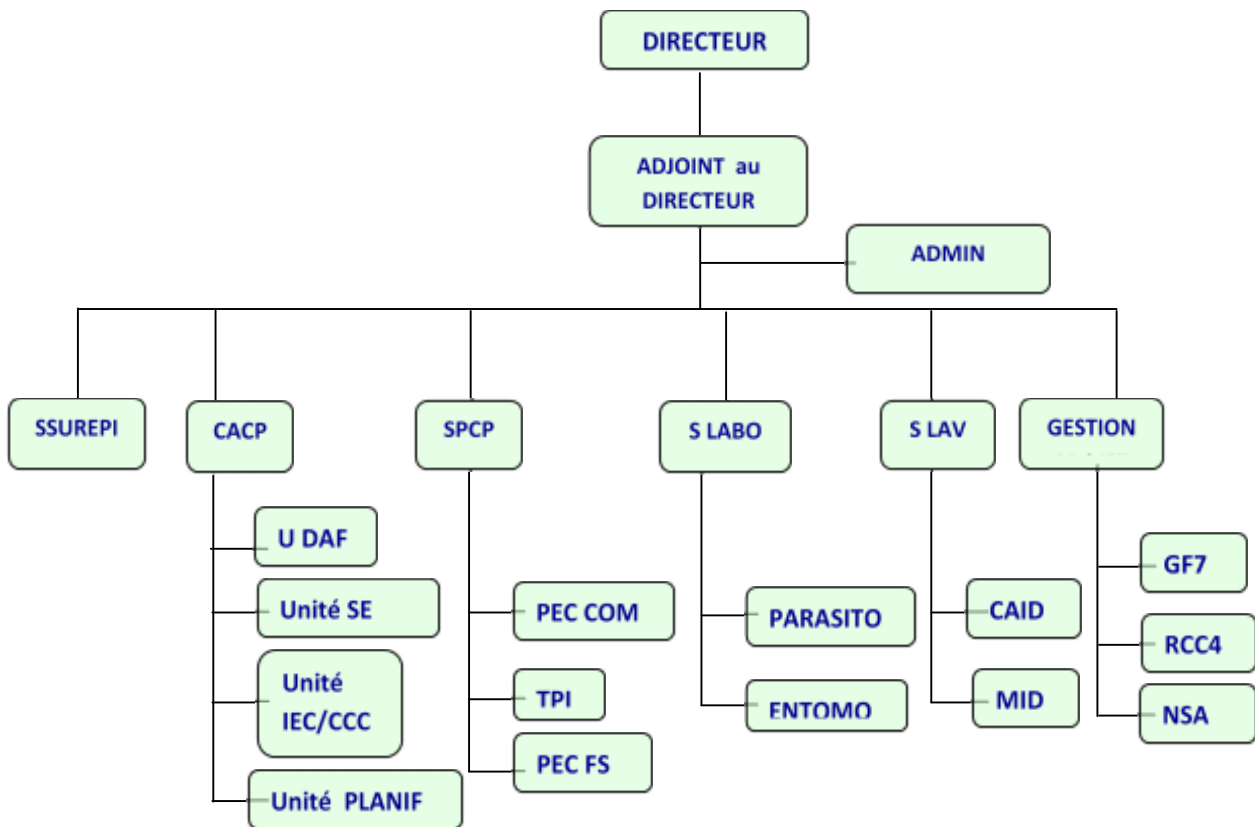 DIRECTEUR
ADJOINT au
DIRECTEUR
ADMIN
SSUREPI
CACP
SPCP
S LABO
S LAV
GESTION
U DAF
Unité SE
Unité
IEC/CCC
Unité PLANIF
PEC COM
TPI
PEC FS
PARASITO
ENTOMO
CAID
MID
GF7
RCC4
NSA